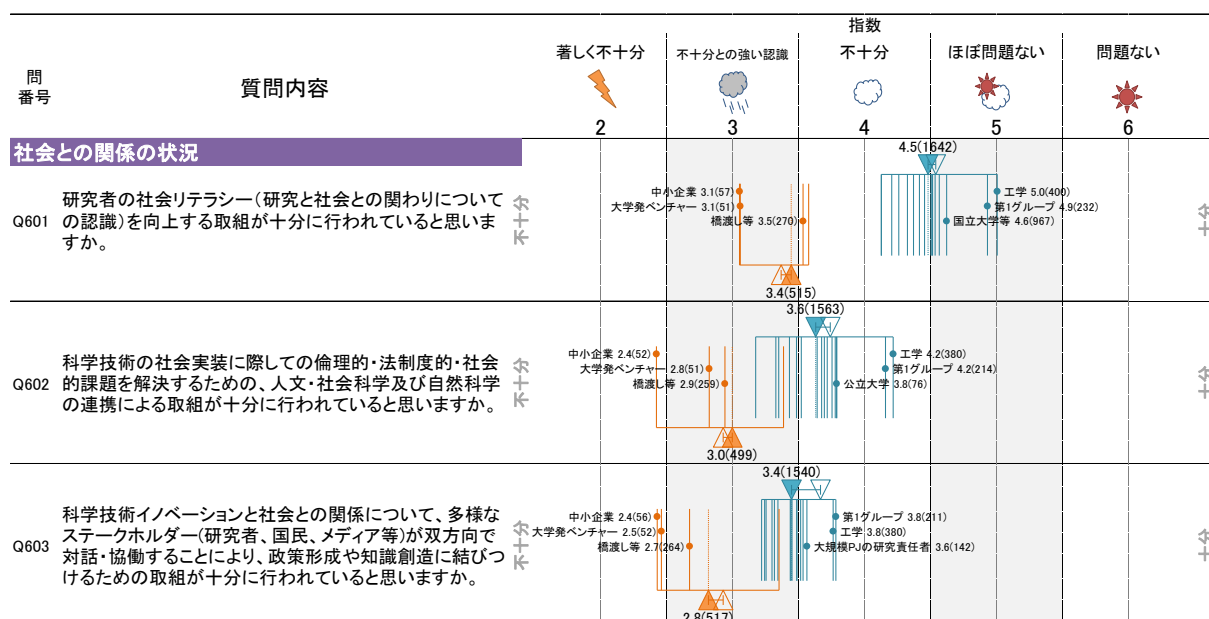 指数
著しく不十分
不十分との強い認識
不十分
ほぼ問題ない
問題ない
問
番号
質問内容
2
3
4
5
6
社会との関係の状況
4.5(1642)
Q601
研究者の社会リテラシー(研究と社会との関わりについて
の認識)を向上する取組が十分に行われていると思いま
すか。
不十分
中小企業 3.1(57)
大学発ベンチャー 3.1(51)
橋渡し等 3.5(270)
工学 5.0(400)
第1グループ 4.9(232)
国立大学等 4.6(967)
十分
3.4(515)
3.6(1563)
Q602
科学技術の社会実装に際しての倫理的・法制度的・社会
的課題を解決するための、人文・社会科学及び自然科学
の連携による取組が十分に行われていると思いますか。
不十分
中小企業 2.4(52)
大学発ベンチャー 2.8(51)
橋渡し等 2.9(259)
工学 4.2(380)
第1グループ 4.2(214)
公立大学 3.8(76)
十分
3.0(499)
3.4(1540)
Q603
科学技術イノベーションと社会との関係について、多様な
ステークホルダー(研究者、国民、メディア等)が双方向で
対話・協働することにより、政策形成や知識創造に結びつ
けるための取組が十分に行われていると思いますか。
不十分
中小企業 2.4(56)
大学発ベンチャー 2.5(52)
橋渡し等 2.7(264)
第1グループ 3.8(211)
工学 3.8(380)
大規模PJの研究責任者 3.6(142)
十分
2.8(517)